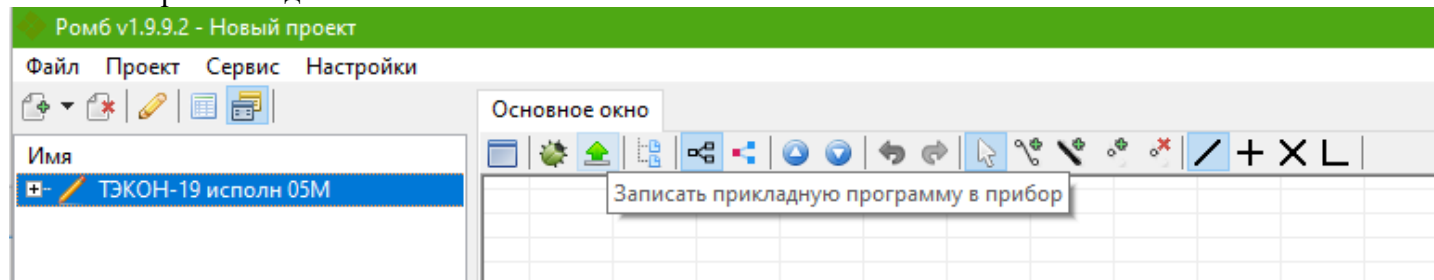 Ромб v1.9.9.2 - Новый проект
Файл Проект Сервис Настройки
Основное окно
Имя
ТЭКОН-19 исполн 05М
Записать прикладную программу в прибор